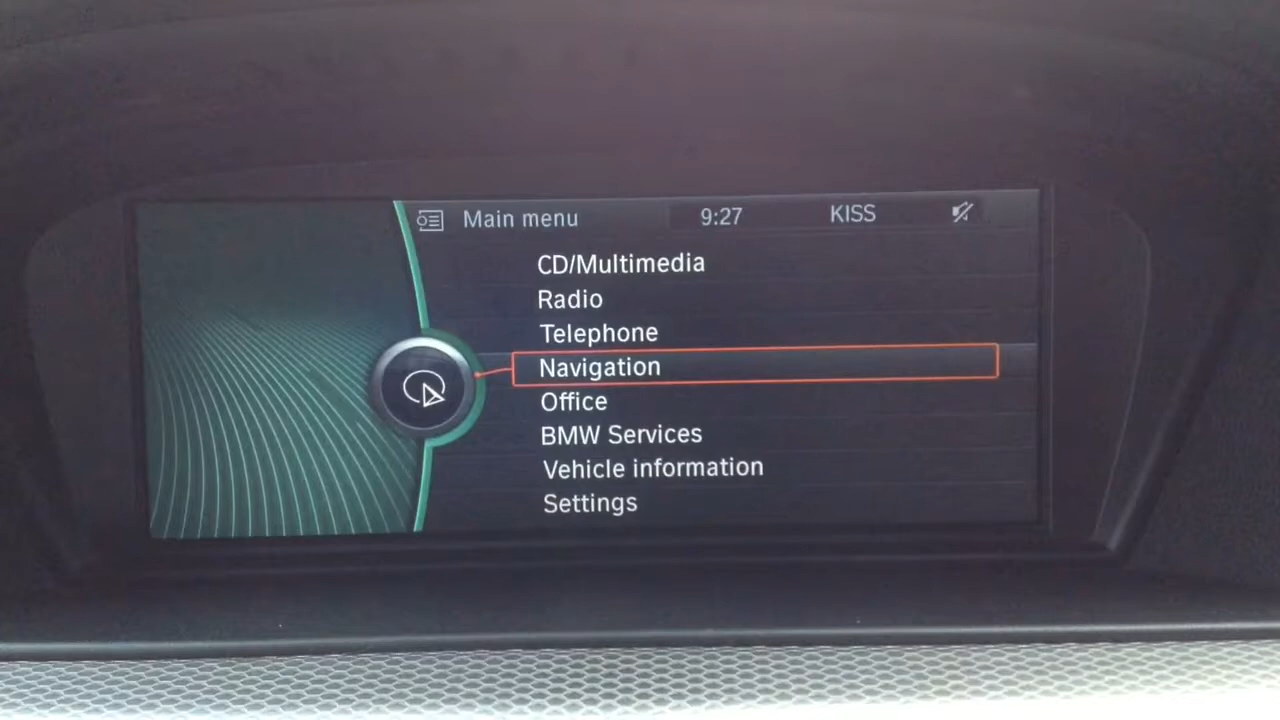 Main menu 9:27 KISS
CD/Multimedia
Radio
Telephone
Navigation
Office
BMW Services
Vehicle information
Settings